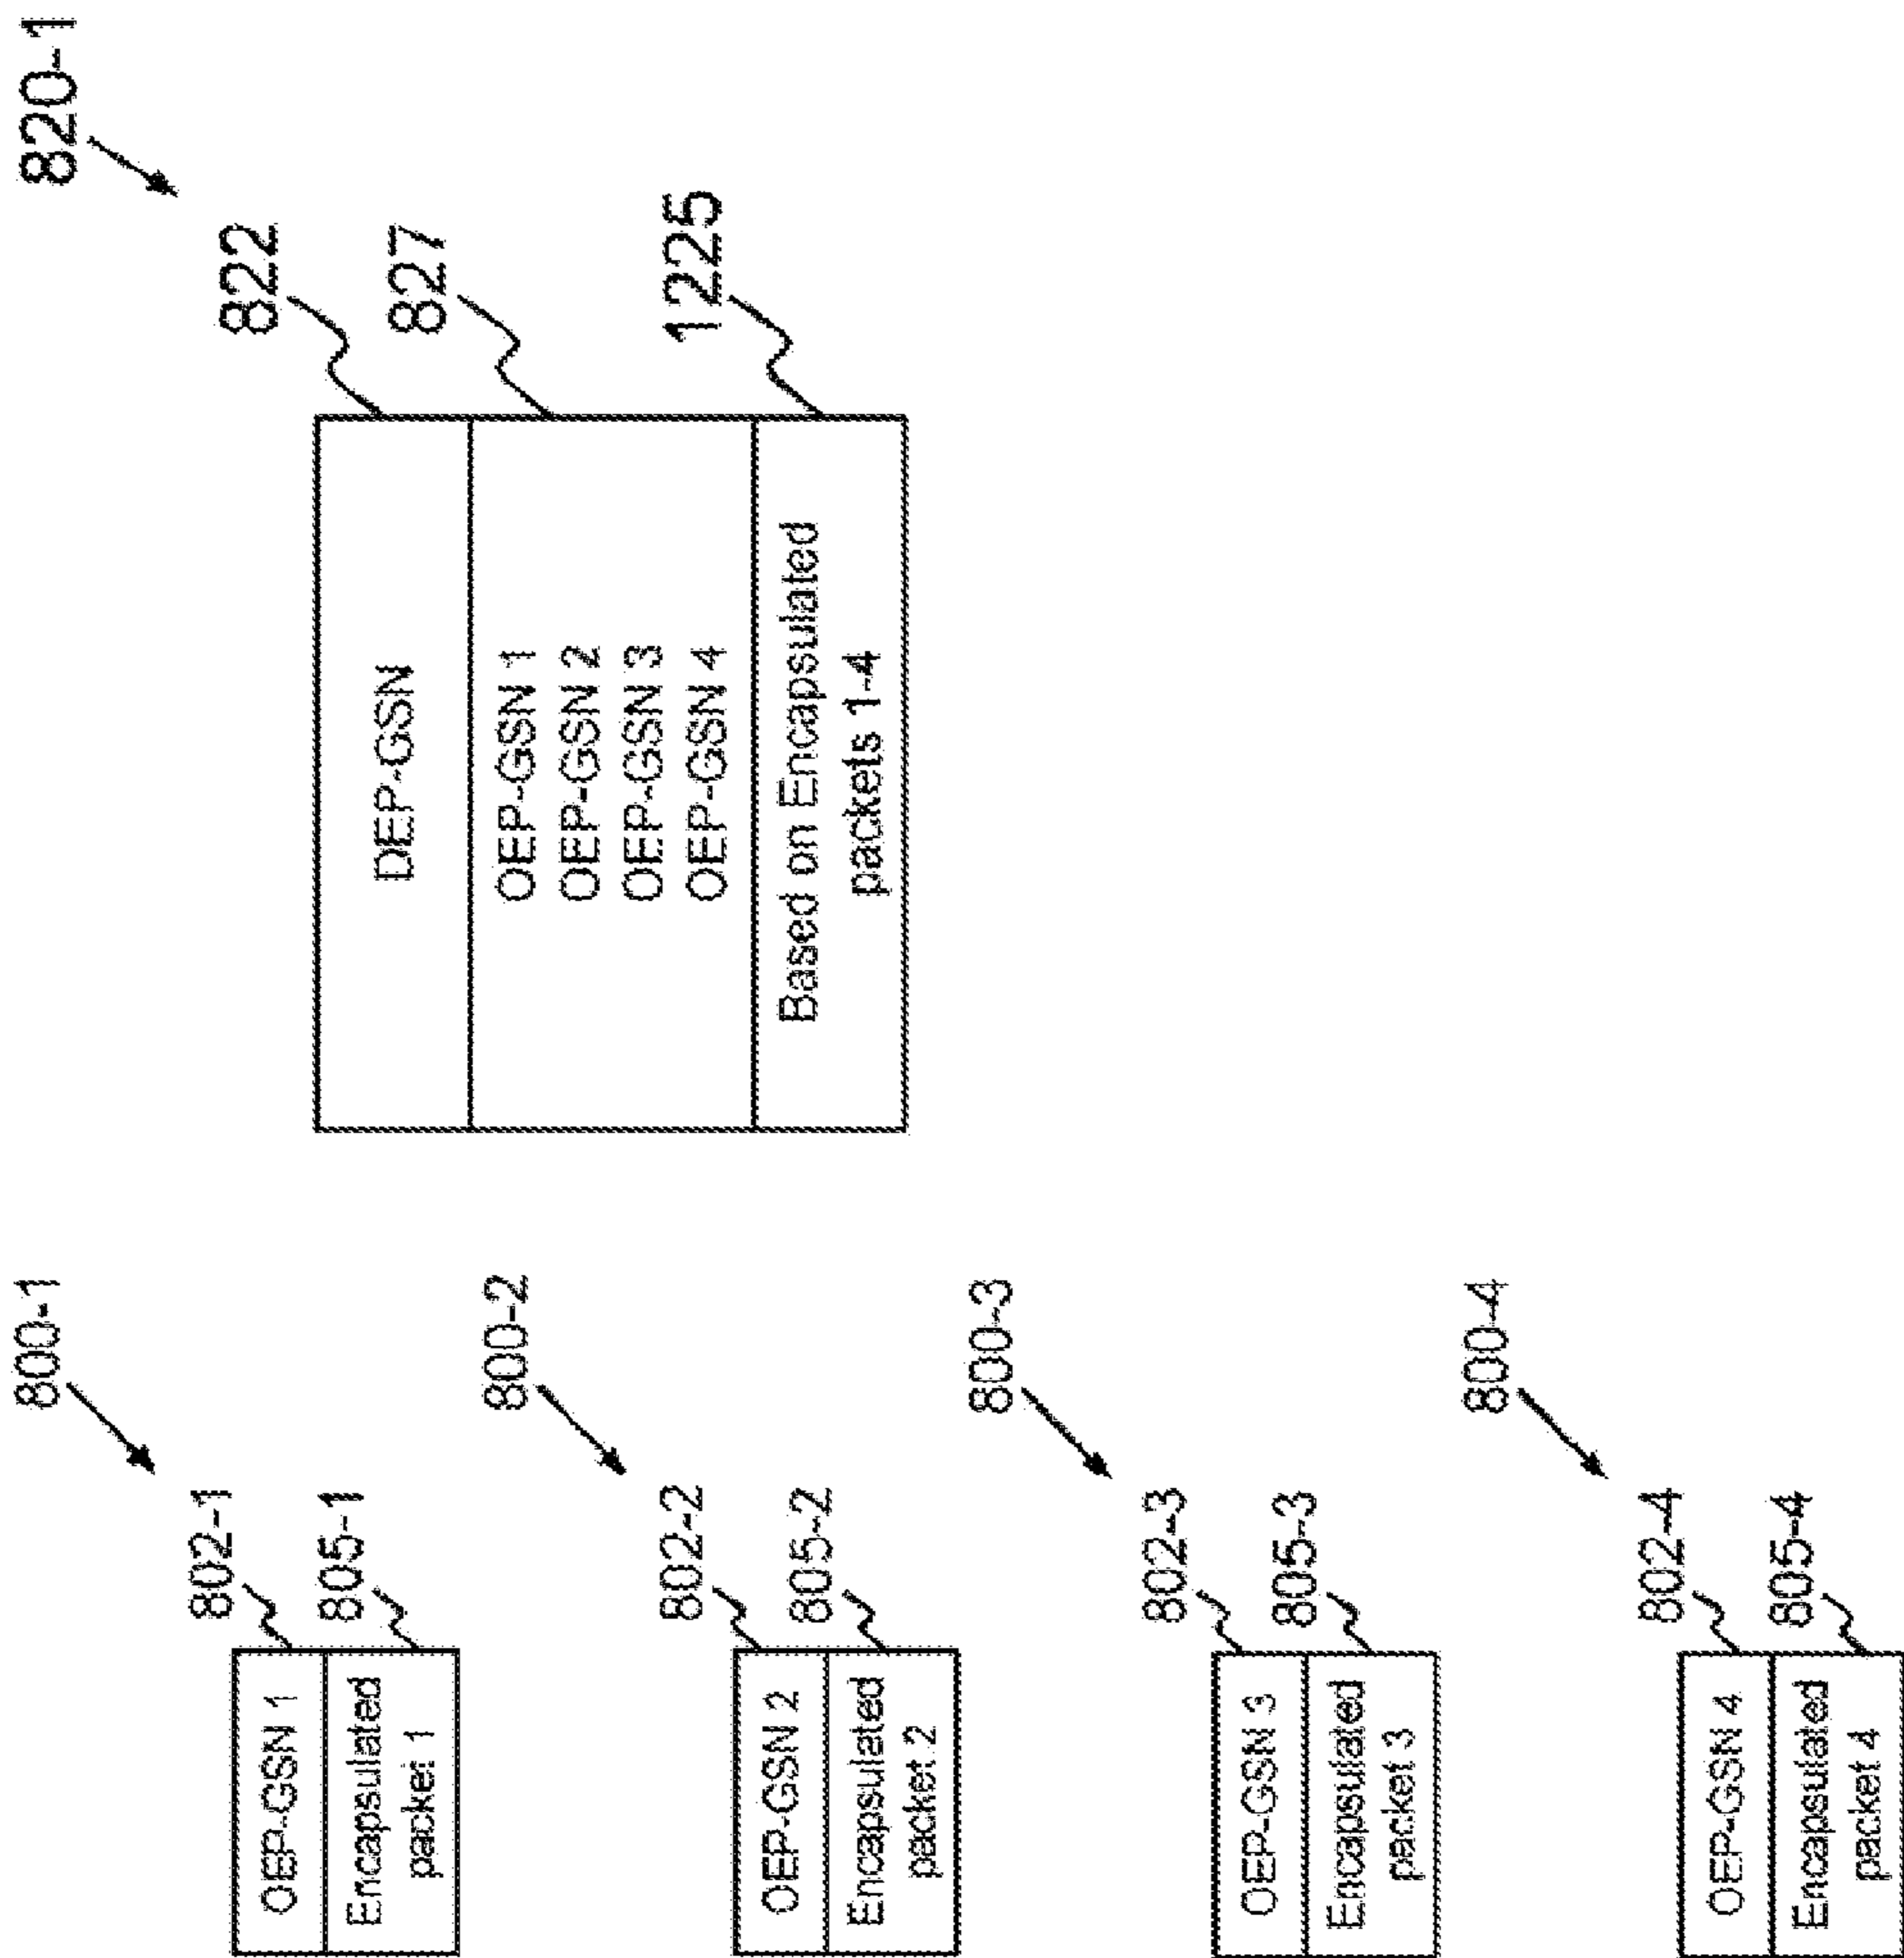 800-1
802-1
OEP-GSN 1
805-1
Encapsulated
packet 1
800-2
802-2
OEP-GSN 2
805-2
Encapsulated
packet 2
800-3
802-3
OEP-GSN 3
805-3
Encapsulated
packet 3
800-4
802-4
OEP-GSN 4
805-4
Encapsulated
packet 4
820-1
822
DEP-GSN
827
OEP-GSN 1
OEP-GSN 2
OEP-GSN 3
OEP-GSN 4
1225
Based on Encapsulated
packets 1-4